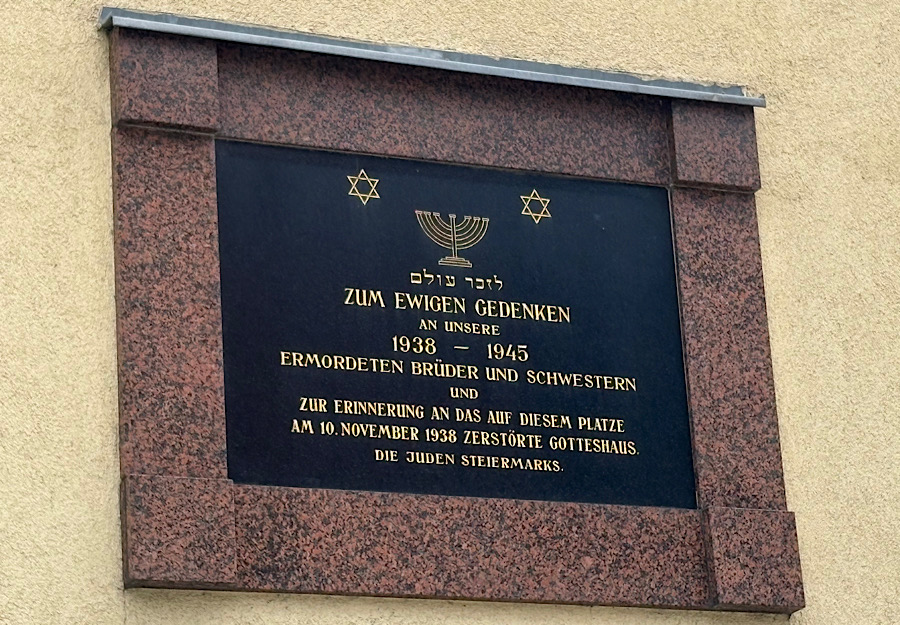 לזכר עולם
ZUM EWIGEN GEDENKEN
AN UNSERE
1938 – 1945
ERMORDETEN BRÜDER UND SCHWESTERN
UND
ZUR ERINNERUNG AN DAS AUF DIESEM PLATZE
AM 10. NOVEMBER 1938 ZERSTÖRTE GOTTESHAUS.
DIE JUDEN STEIERMARKS.